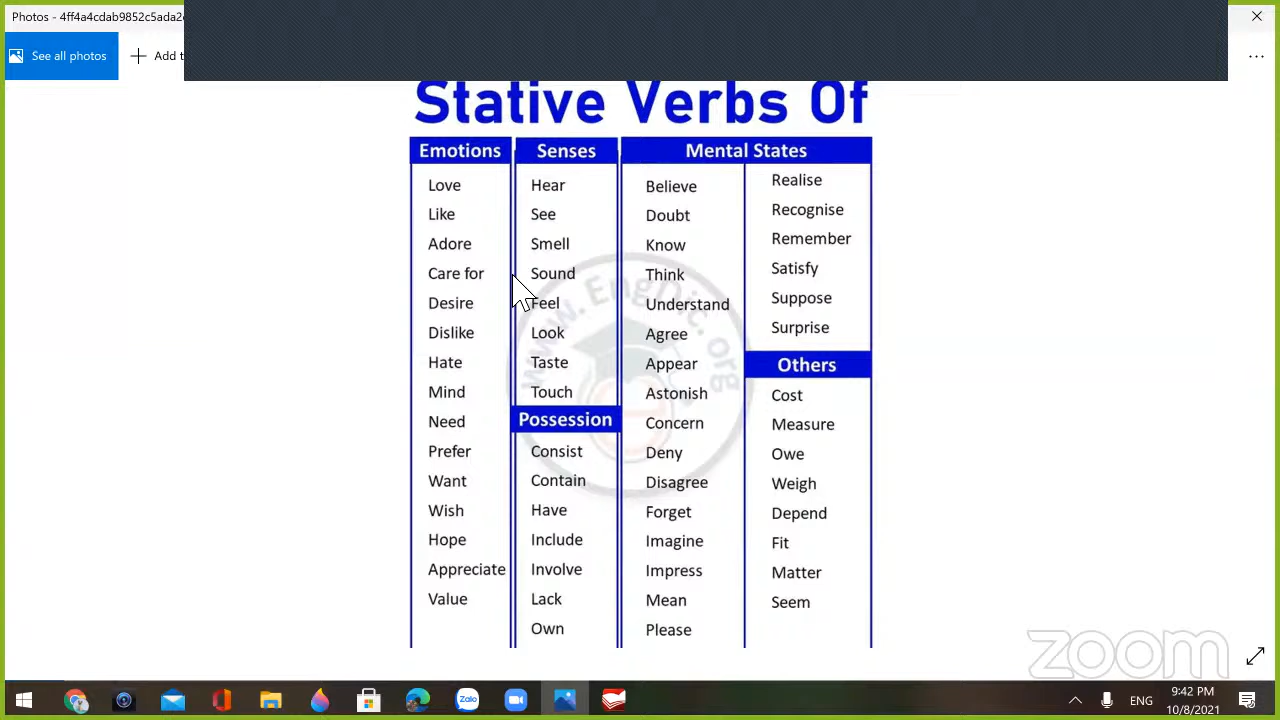 Photos - 4ff4a4cdab9852c5ada2
See all photos
Add t
Stative Verbs Of
Emotions
Love
Like
Adore
Care for
Desire
Dislike
Hate
Mind
Need
Prefer
Want
Wish
Hope
Appreciate
Value
Senses
Hear
See
Smell
Sound
Feel
Look
Taste
Touch
Possession
Consist
Contain
Have
Include
Involve
Lack
Own
Mental States
Believe
Doubt
Know
Think
Understand
Agree
Appear
Astonish
Concern
Deny
Disagree
Forget
Imagine
Impress
Mean
Please
Realise
Recognise
Remember
Satisfy
Suppose
Surprise
Others
Cost
Measure
Owe
Weigh
Depend
Fit
Matter
Seem
www.EngDic.org
zoom
Zalo
ENG
9:42 PM
10/8/2021